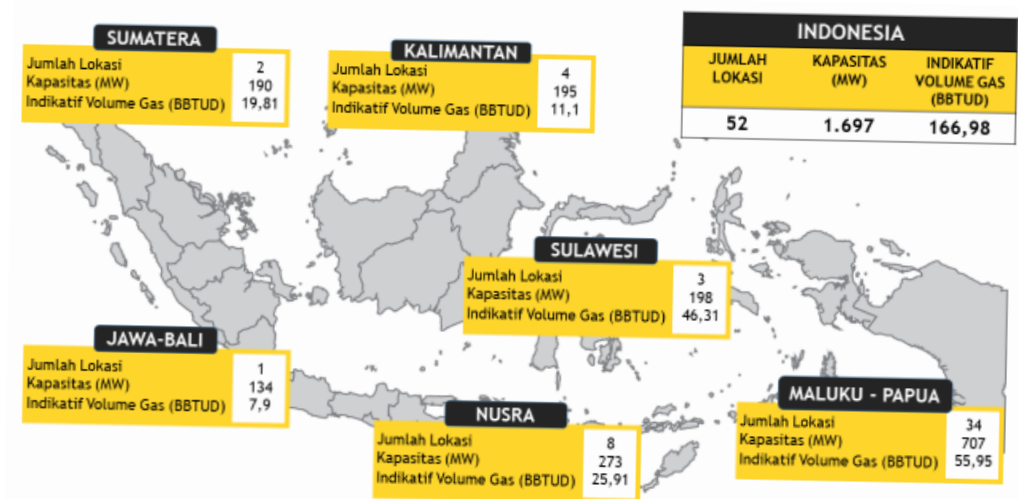 SUMATERA
Jumlah Lokasi 2
Kapasitas (MW) 190
Indikatif Volume Gas (BBTUD) 19,81
KALIMANTAN
Jumlah Lokasi 4
Kapasitas (MW) 195
Indikatif Volume Gas (BBTUD) 11,1
INDONESIA
JUMLAH LOKASI KAPASITAS (MW) INDIKATIF VOLUME GAS (BBTUD)
52 1.697 166,98
SULAWESI
Jumlah Lokasi 3
Kapasitas (MW) 198
Indikatif Volume Gas (BBTUD) 46,31
JAWA-BALI
Jumlah Lokasi 1
Kapasitas (MW) 134
Indikatif Volume Gas (BBTUD) 7,9
NUSRA
Jumlah Lokasi 8
Kapasitas (MW) 273
Indikatif Volume Gas (BBTUD) 25,91
MALUKU - PAPUA
Jumlah Lokasi 34
Kapasitas (MW) 707
Indikatif Volume Gas (BBTUD) 55,95